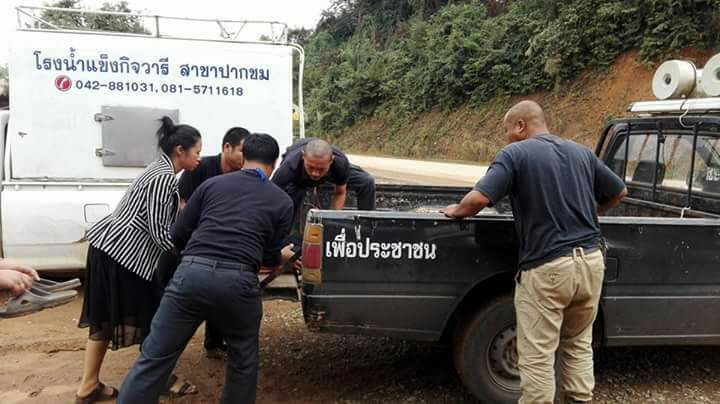 โรงน้ำแข็งกิจวารี สาขาปากชม
042-881031, 081-5711618
เพื่อประชาชน